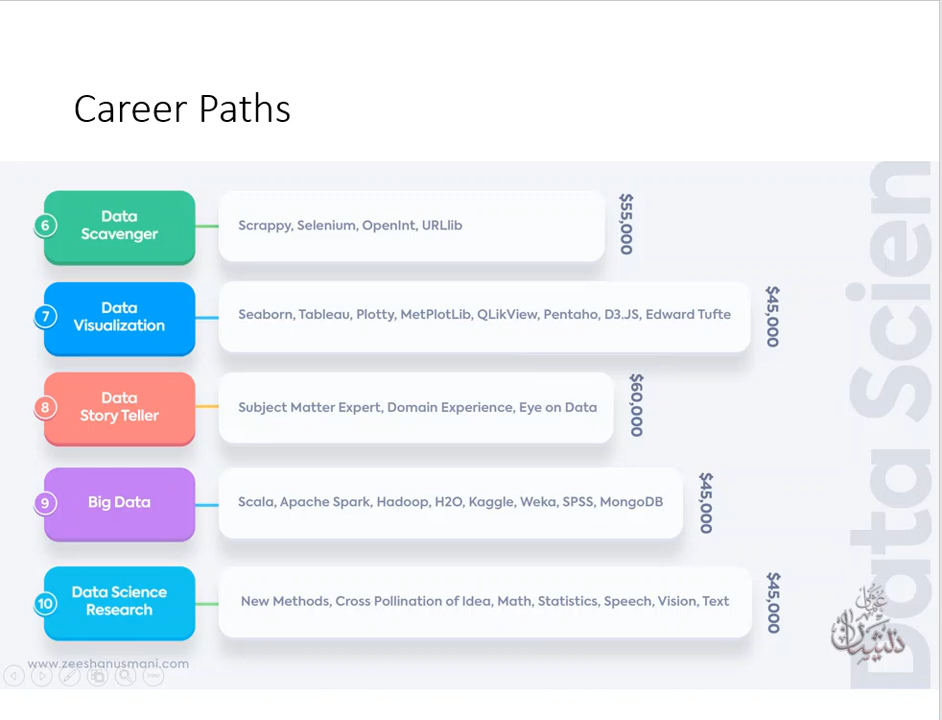 Career Paths
6
Data
Scavenger
Scrappy, Selenium, OpenInt, URLlib
$55,000
7
Data
Visualization
Seaborn, Tableau, Plotty, MetPlotLib, QLikView, Pentaho, D3.JS, Edward Tufte
$45,000
8
Data
Story Teller
Subject Matter Expert, Domain Experience, Eye on Data
$60,000
9
Big Data
Scala, Apache Spark, Hadoop, H2O, Kaggle, Weka, SPSS, MongoDB
$45,000
10
Data Science
Research
New Methods, Cross Pollination of Idea, Math, Statistics, Speech, Vision, Text
$45,000
Data Scien
www.zeeshanusmani.com